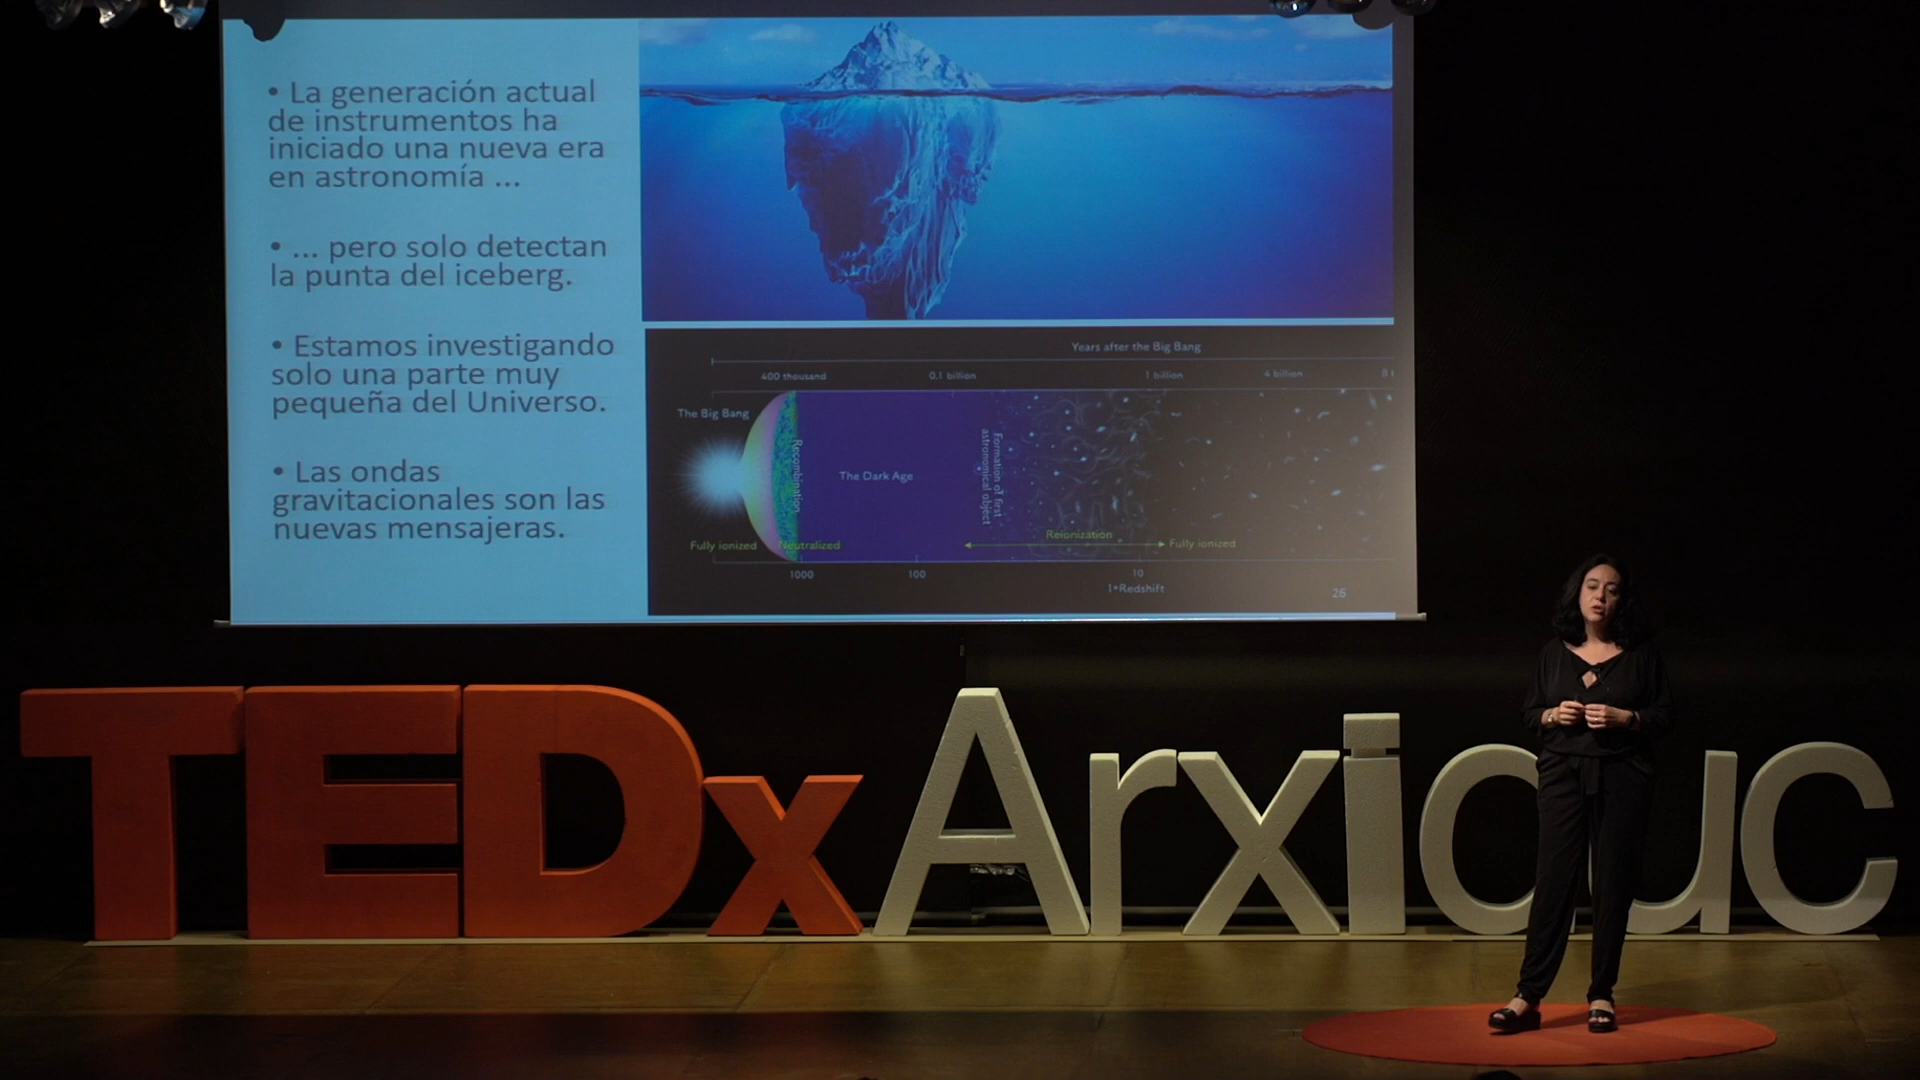 • La generación actual
de instrumentos ha
iniciado una nueva era
en astronomía ...
• ... pero solo detectan
la punta del iceberg.
• Estamos investigando
solo una parte muy
pequeña del Universo.
• Las ondas
gravitacionales son las
nuevas mensajeras.
Years after the Big Bang
400 thousand 0.1 billion 1 billion 4 billion 8
The Big Bang
Recombination
The Dark Age
Formation of first
astronomical object
Reionization
Fully ionized Neutralized Fully ionized
1000 100 10
1+Redshift
26
TEDxArxiduc